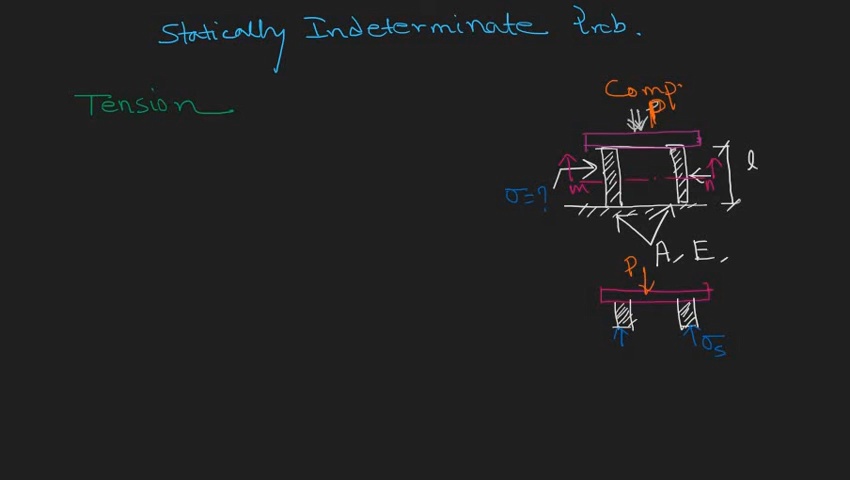 Statically Indeterminate Prob.
Tension
Comp.
P
l
m
n
σ=?
A, E,
P
σs